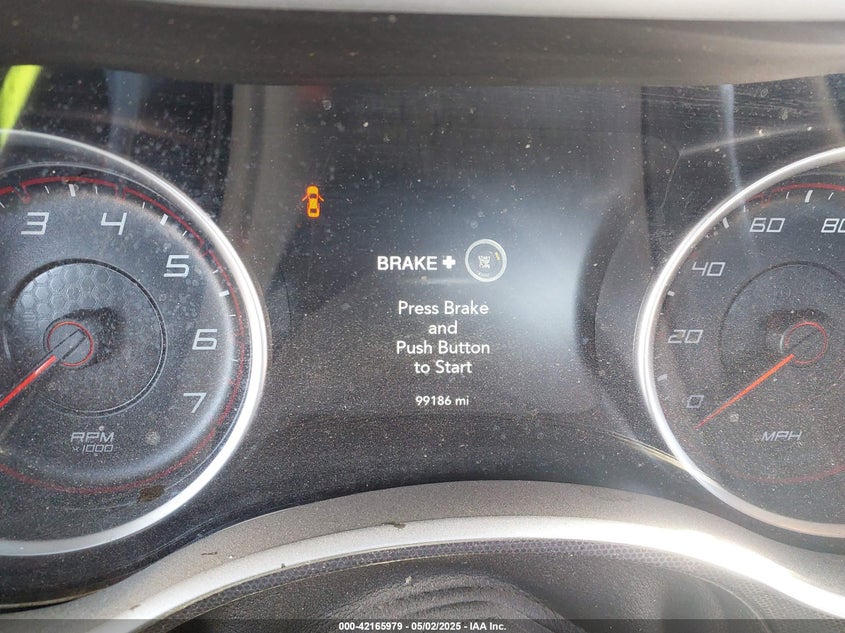 3 4 5 6 7
RPM
x1000
BRAKE +
Press Brake
and
Push Button
to Start
99186 mi
0 20 40 60 80
MPH
000-42165979 - 05/02/2025 - IAA Inc.